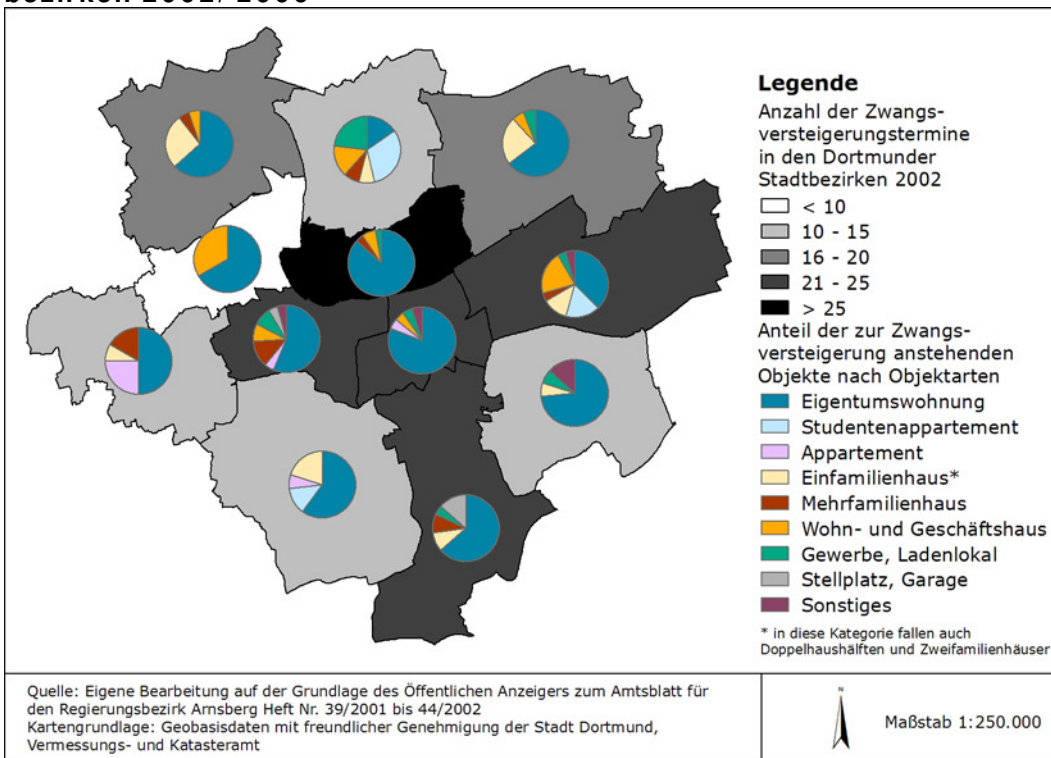 bezirken 2002/2003
Legende
Anzahl der Zwangs-
versteigerungstermine
in den Dortmunder
Stadtbezirken 2002
< 10
10 - 15
16 - 20
21 - 25
> 25
Anteil der zur Zwangs-
versteigerung anstehenden
Objekte nach Objektarten
Eigentumswohnung
Studentenappartement
Appartement
Einfamilienhaus*
Mehrfamilienhaus
Wohn- und Geschäftshaus
Gewerbe, Ladenlokal
Stellplatz, Garage
Sonstiges
* in diese Kategorie fallen auch
Doppelhaushälften und Zweifamilienhäuser
Quelle: Eigene Bearbeitung auf der Grundlage des Öffentlichen Anzeigers zum Amtsblatt für
den Regierungsbezirk Arnsberg Heft Nr. 39/2001 bis 44/2002
Kartengrundlage: Geobasisdaten mit freundlicher Genehmigung der Stadt Dortmund,
Vermessungs- und Katasteramt
N
Maßstab 1:250.000